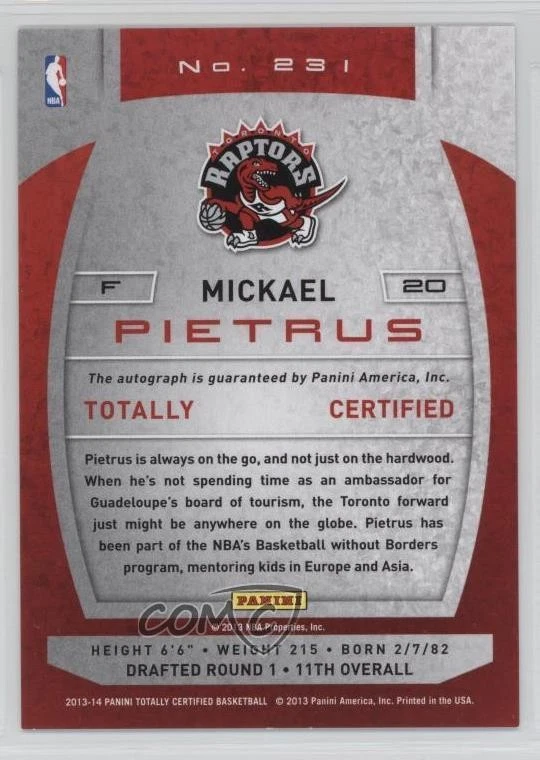 No. 231
NBA
TORONTO
RAPTORS
F
MICKAEL
20
PIETRUS
The autograph is guaranteed by Panini America, Inc.
TOTALLY CERTIFIED
Pietrus is always on the go, and not just on the hardwood.
When he's not spending time as an ambassador for
Guadeloupe's board of tourism, the Toronto forward
just might be anywhere on the globe. Pietrus has
been part of the NBA's Basketball without Borders
program, mentoring kids in Europe and Asia.
PANINI
COMC
© 2013 NBA Properties, Inc.
HEIGHT 6'6" • WEIGHT 215 • BORN 2/7/82
DRAFTED ROUND 1 • 11TH OVERALL
2013-14 PANINI TOTALLY CERTIFIED BASKETBALL © 2013 Panini America, Inc. Printed in the USA.